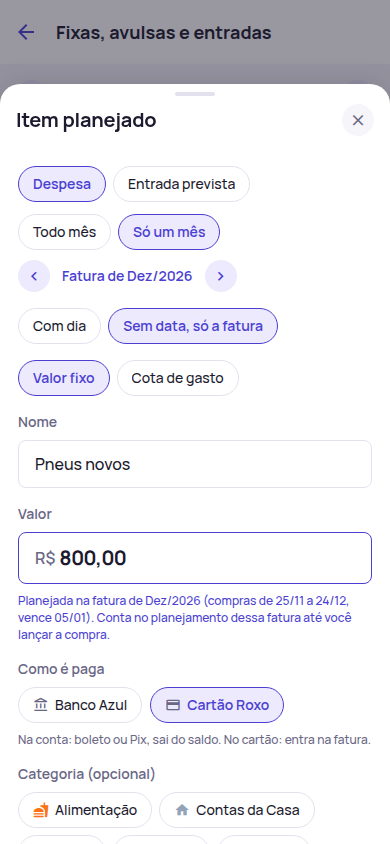 Fixas, avulsas e entradas
Item planejado
Despesa Entrada prevista
Todo mês Só um mês
Fatura de Dez/2026
Com dia Sem data, só a fatura
Valor fixo Cota de gasto
Nome
Pneus novos
Valor
R$ 800,00
Planejada na fatura de Dez/2026 (compras de 25/11 a 24/12,
vence 05/01). Conta no planejamento dessa fatura até você
lançar a compra.
Como é paga
Banco Azul Cartão Roxo
Na conta: boleto ou Pix, sai do saldo. No cartão: entra na fatura.
Categoria (opcional)
Alimentação Contas da Casa